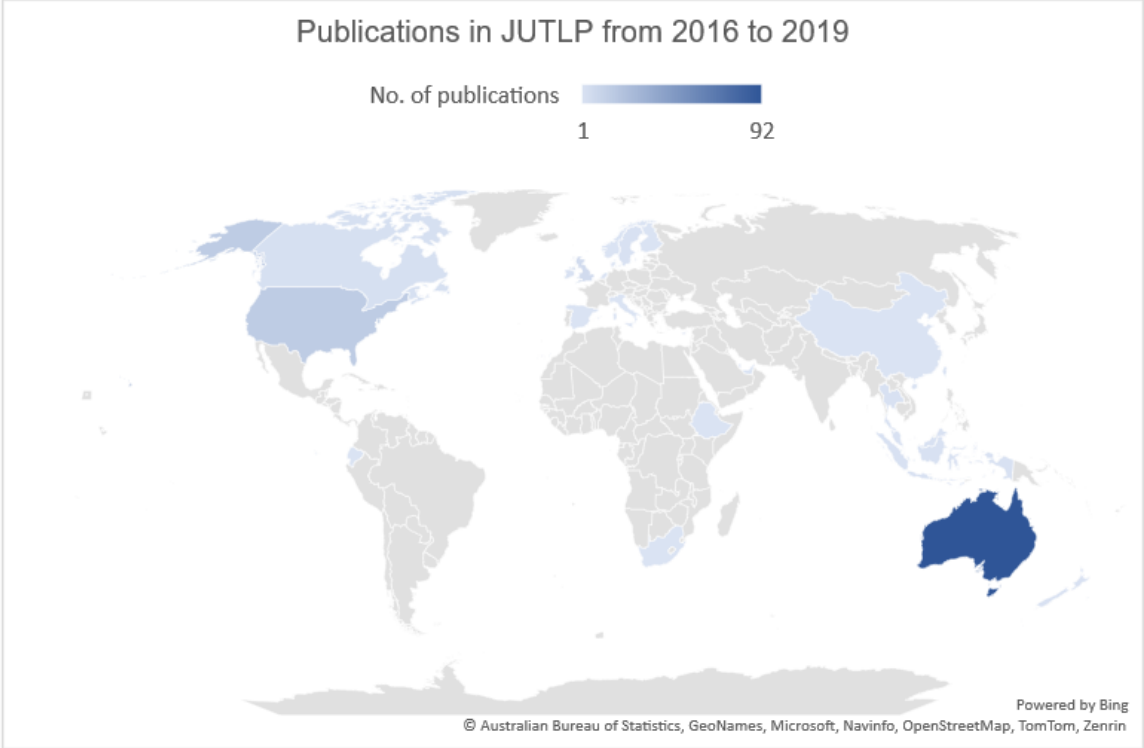 Publications in JUTLP from 2016 to 2019
No. of publications
1 92
Powered by Bing
© Australian Bureau of Statistics, GeoNames, Microsoft, Navinfo, OpenStreetMap, TomTom, Zenrin